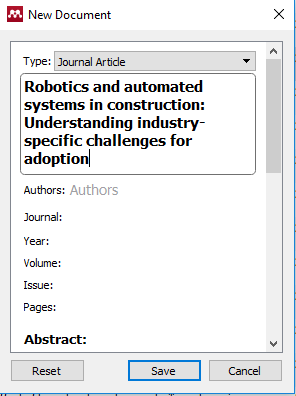 New Document
Type: Journal Article
Robotics and automated
systems in construction:
Understanding industry-
specific challenges for
adoption
Authors: Authors
Journal:
Year:
Volume:
Issue:
Pages:
Abstract:
Reset Save Cancel